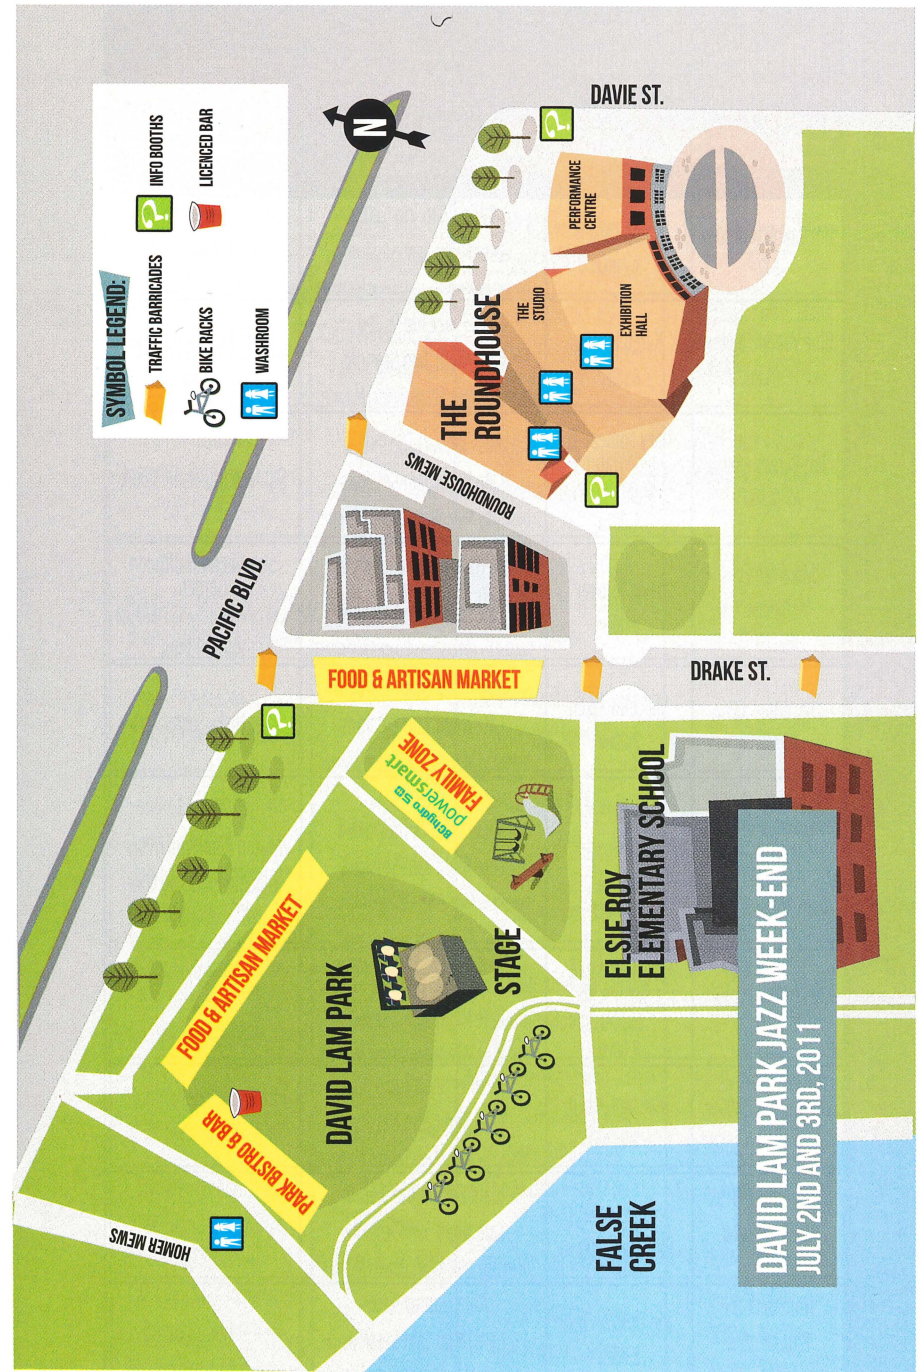 SYMBOL LEGEND:
TRAFFIC BARRICADES
BIKE RACKS
WASHROOM
INFO BOOTHS
LICENCED BAR
N
DAVIE ST.
PERFORMANCE
CENTRE
THE
STUDIO
EXHIBITION
HALL
THE
ROUNDHOUSE
ROUNDHOUSE MEWS
PACIFIC BLVD.
FOOD & ARTISAN MARKET
DRAKE ST.
BChydro
powersmart
FAMILY ZONE
ELSIE ROY
ELEMENTARY SCHOOL
FOOD & ARTISAN MARKET
DAVID LAM PARK
STAGE
PARK BISTRO & BAR
HOMER MEWS
FALSE
CREEK
DAVID LAM PARK JAZZ WEEK-END
JULY 2ND AND 3RD, 2011